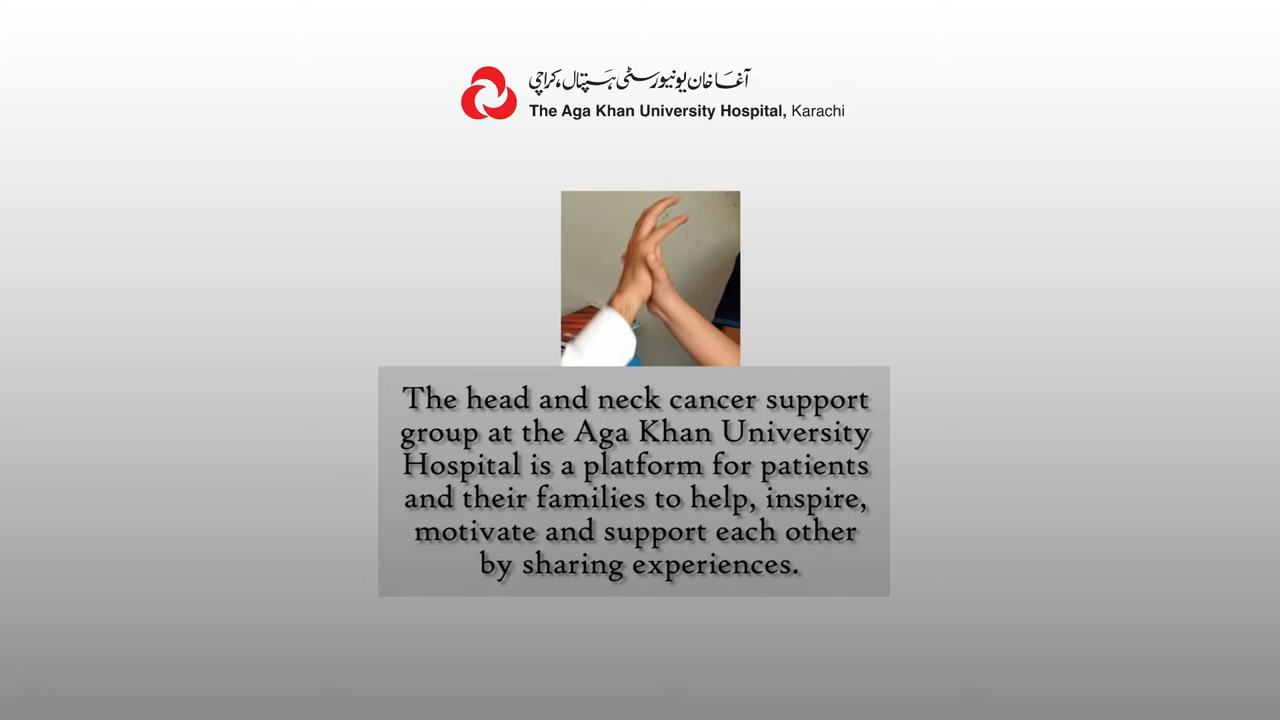 آغا خان یونیورسٹی ہسپتال، کراچی
The Aga Khan University Hospital, Karachi
The head and neck cancer support
group at the Aga Khan University
Hospital is a platform for patients
and their families to help, inspire,
motivate and support each other
by sharing experiences.